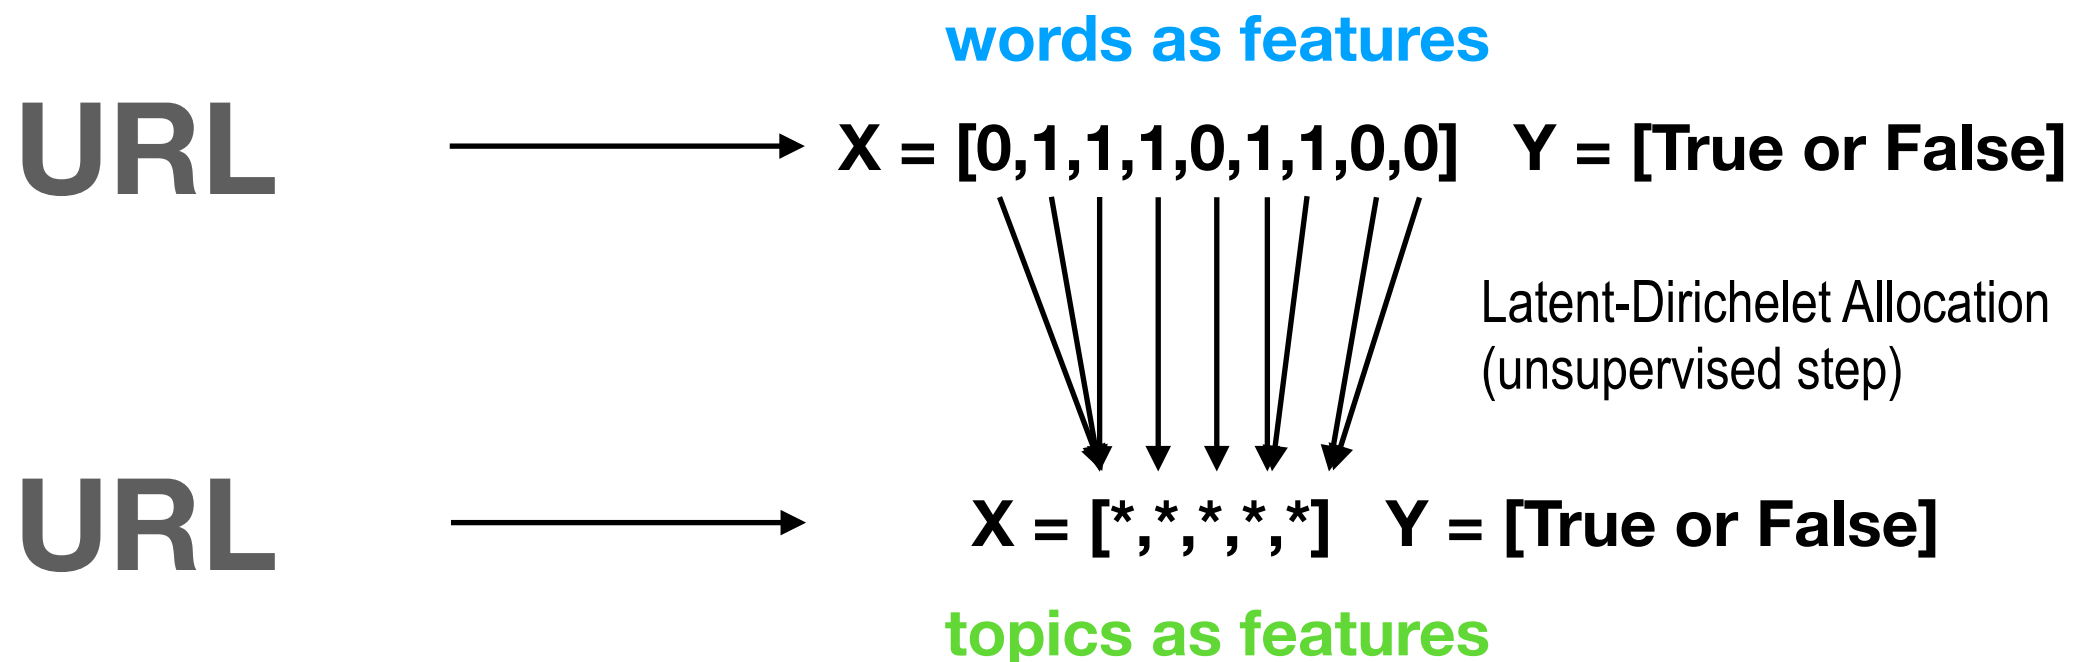 words as features
URL X = [0,1,1,1,0,1,1,0,0] Y = [True or False]
Latent-Dirichelet Allocation
(unsupervised step)
URL X = [*,*,*,*,*] Y = [True or False]
topics as features